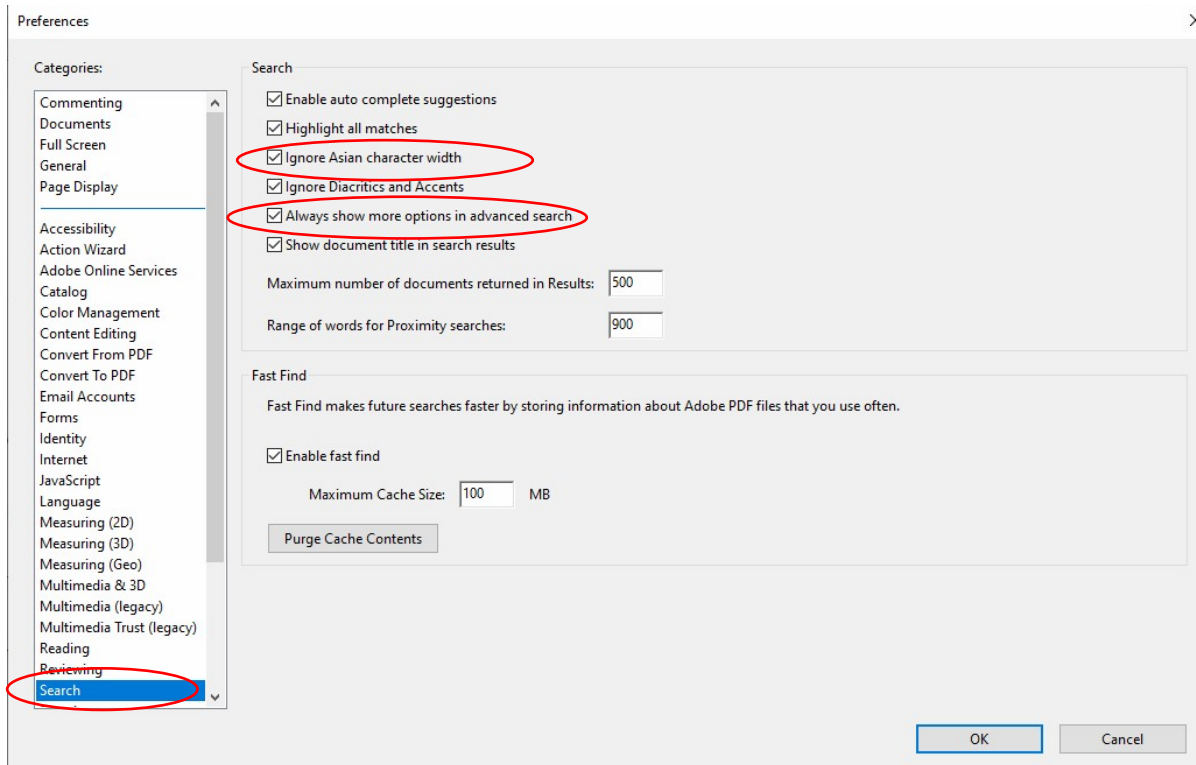 Preferences
Categories:
Commenting
Documents
Full Screen
General
Page Display
Accessibility
Action Wizard
Adobe Online Services
Catalog
Color Management
Content Editing
Convert From PDF
Convert To PDF
Email Accounts
Forms
Identity
Internet
JavaScript
Language
Measuring (2D)
Measuring (3D)
Measuring (Geo)
Multimedia & 3D
Multimedia (legacy)
Multimedia Trust (legacy)
Reading
Reviewing
Search
Search
Enable auto complete suggestions
Highlight all matches
Ignore Asian character width
Ignore Diacritics and Accents
Always show more options in advanced search
Show document title in search results
Maximum number of documents returned in Results: 500
Range of words for Proximity searches: 900
Fast Find
Fast Find makes future searches faster by storing information about Adobe PDF files that you use often.
Enable fast find
Maximum Cache Size: 100 MB
Purge Cache Contents
OK Cancel